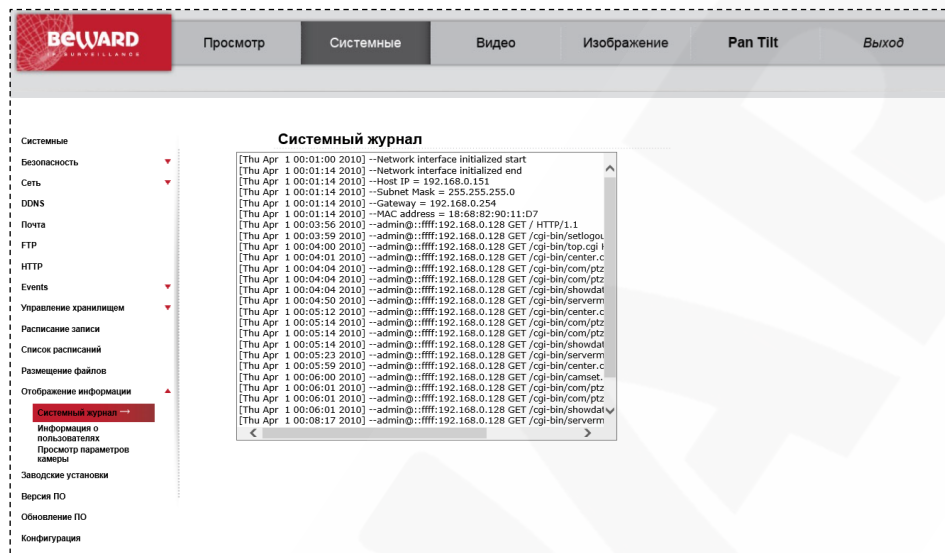 BEWARD
IP SURVEILLANCE
Просмотр
Системные
Видео
Изображение
Pan Tilt
Выход
Системные
Безопасность
Сеть
DDNS
Почта
FTP
HTTP
Events
Управление хранилищем
Расписание записи
Список расписаний
Размещение файлов
Отображение информации
Системный журнал →
Информация о
пользователях
Просмотр параметров
камеры
Заводские установки
Версия ПО
Обновление ПО
Конфигурация
Системный журнал
[Thu Apr 1 00:01:00 2010] --Network interface initialized start
[Thu Apr 1 00:01:14 2010] --Network interface initialized end
[Thu Apr 1 00:01:14 2010] --Host IP = 192.168.0.151
[Thu Apr 1 00:01:14 2010] --Subnet Mask = 255.255.255.0
[Thu Apr 1 00:01:14 2010] --Gateway = 192.168.0.254
[Thu Apr 1 00:01:14 2010] --MAC address = 18:68:82:90:11:D7
[Thu Apr 1 00:03:56 2010] --admin@::ffff:192.168.0.128 GET / HTTP/1.1
[Thu Apr 1 00:03:59 2010] --admin@::ffff:192.168.0.128 GET /cgi-bin/setlogou
[Thu Apr 1 00:04:00 2010] --admin@::ffff:192.168.0.128 GET /cgi-bin/top.cgi H
[Thu Apr 1 00:04:01 2010] --admin@::ffff:192.168.0.128 GET /cgi-bin/center.c
[Thu Apr 1 00:04:04 2010] --admin@::ffff:192.168.0.128 GET /cgi-bin/com/ptz
[Thu Apr 1 00:04:04 2010] --admin@::ffff:192.168.0.128 GET /cgi-bin/com/ptz
[Thu Apr 1 00:04:04 2010] --admin@::ffff:192.168.0.128 GET /cgi-bin/showdat
[Thu Apr 1 00:04:50 2010] --admin@::ffff:192.168.0.128 GET /cgi-bin/serverm
[Thu Apr 1 00:05:12 2010] --admin@::ffff:192.168.0.128 GET /cgi-bin/center.c
[Thu Apr 1 00:05:14 2010] --admin@::ffff:192.168.0.128 GET /cgi-bin/com/ptz
[Thu Apr 1 00:05:14 2010] --admin@::ffff:192.168.0.128 GET /cgi-bin/com/ptz
[Thu Apr 1 00:05:14 2010] --admin@::ffff:192.168.0.128 GET /cgi-bin/showdat
[Thu Apr 1 00:05:23 2010] --admin@::ffff:192.168.0.128 GET /cgi-bin/serverm
[Thu Apr 1 00:05:59 2010] --admin@::ffff:192.168.0.128 GET /cgi-bin/center.c
[Thu Apr 1 00:06:00 2010] --admin@::ffff:192.168.0.128 GET /cgi-bin/camset.
[Thu Apr 1 00:06:01 2010] --admin@::ffff:192.168.0.128 GET /cgi-bin/com/ptz
[Thu Apr 1 00:06:01 2010] --admin@::ffff:192.168.0.128 GET /cgi-bin/com/ptz
[Thu Apr 1 00:06:01 2010] --admin@::ffff:192.168.0.128 GET /cgi-bin/showdat
[Thu Apr 1 00:08:17 2010] --admin@::ffff:192.168.0.128 GET /cgi-bin/serverm